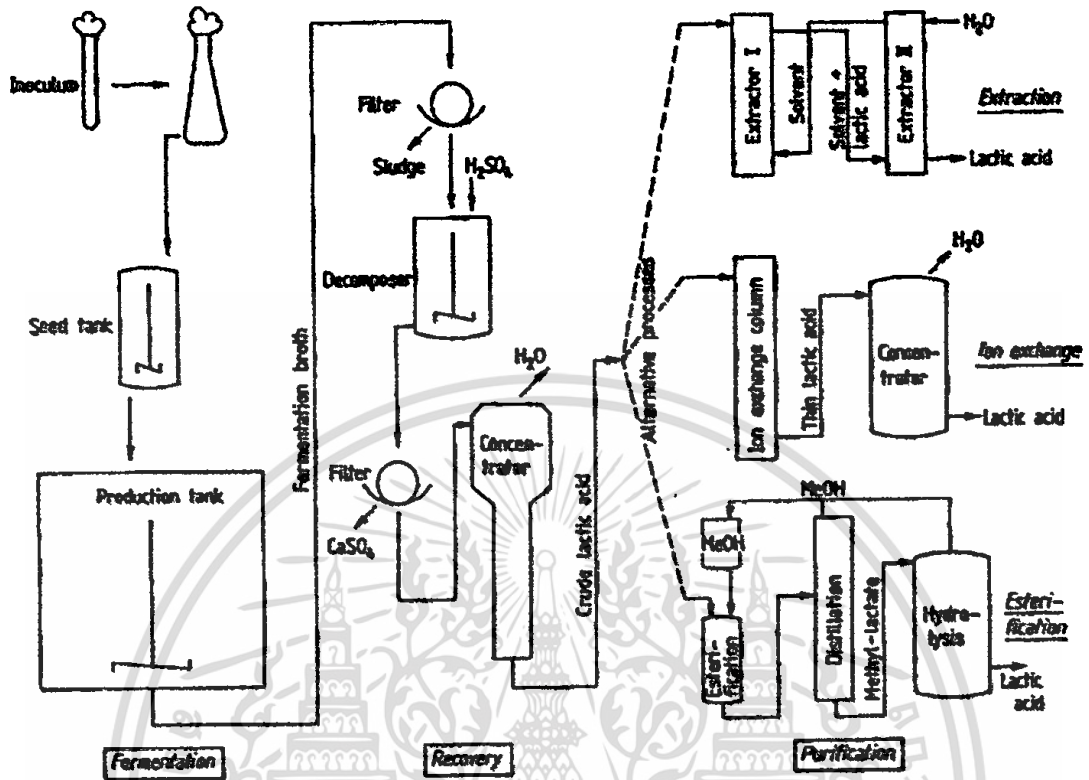 Inoculum
Seed tank
Production tank
Fermentation
Fermentation broth
Filter
Sludge
H₂SO₄
Decomposer
Filter
CaSO₄
H₂O
Concen-
trator
Crude lactic acid
Recovery
Alternative processes
Extractor I
Solvent
Solvent +
lactic acid
Extractor II
H₂O
Lactic acid
Extraction
Ion exchange column
Thin lactic acid
Concen-
trator
H₂O
Lactic acid
Ion exchange
MeOH
MeOH
Esteri-
fication
Distillation
Methyl-lactate
Hydro-
lysis
Lactic
acid
Esteri-
fication
Purification